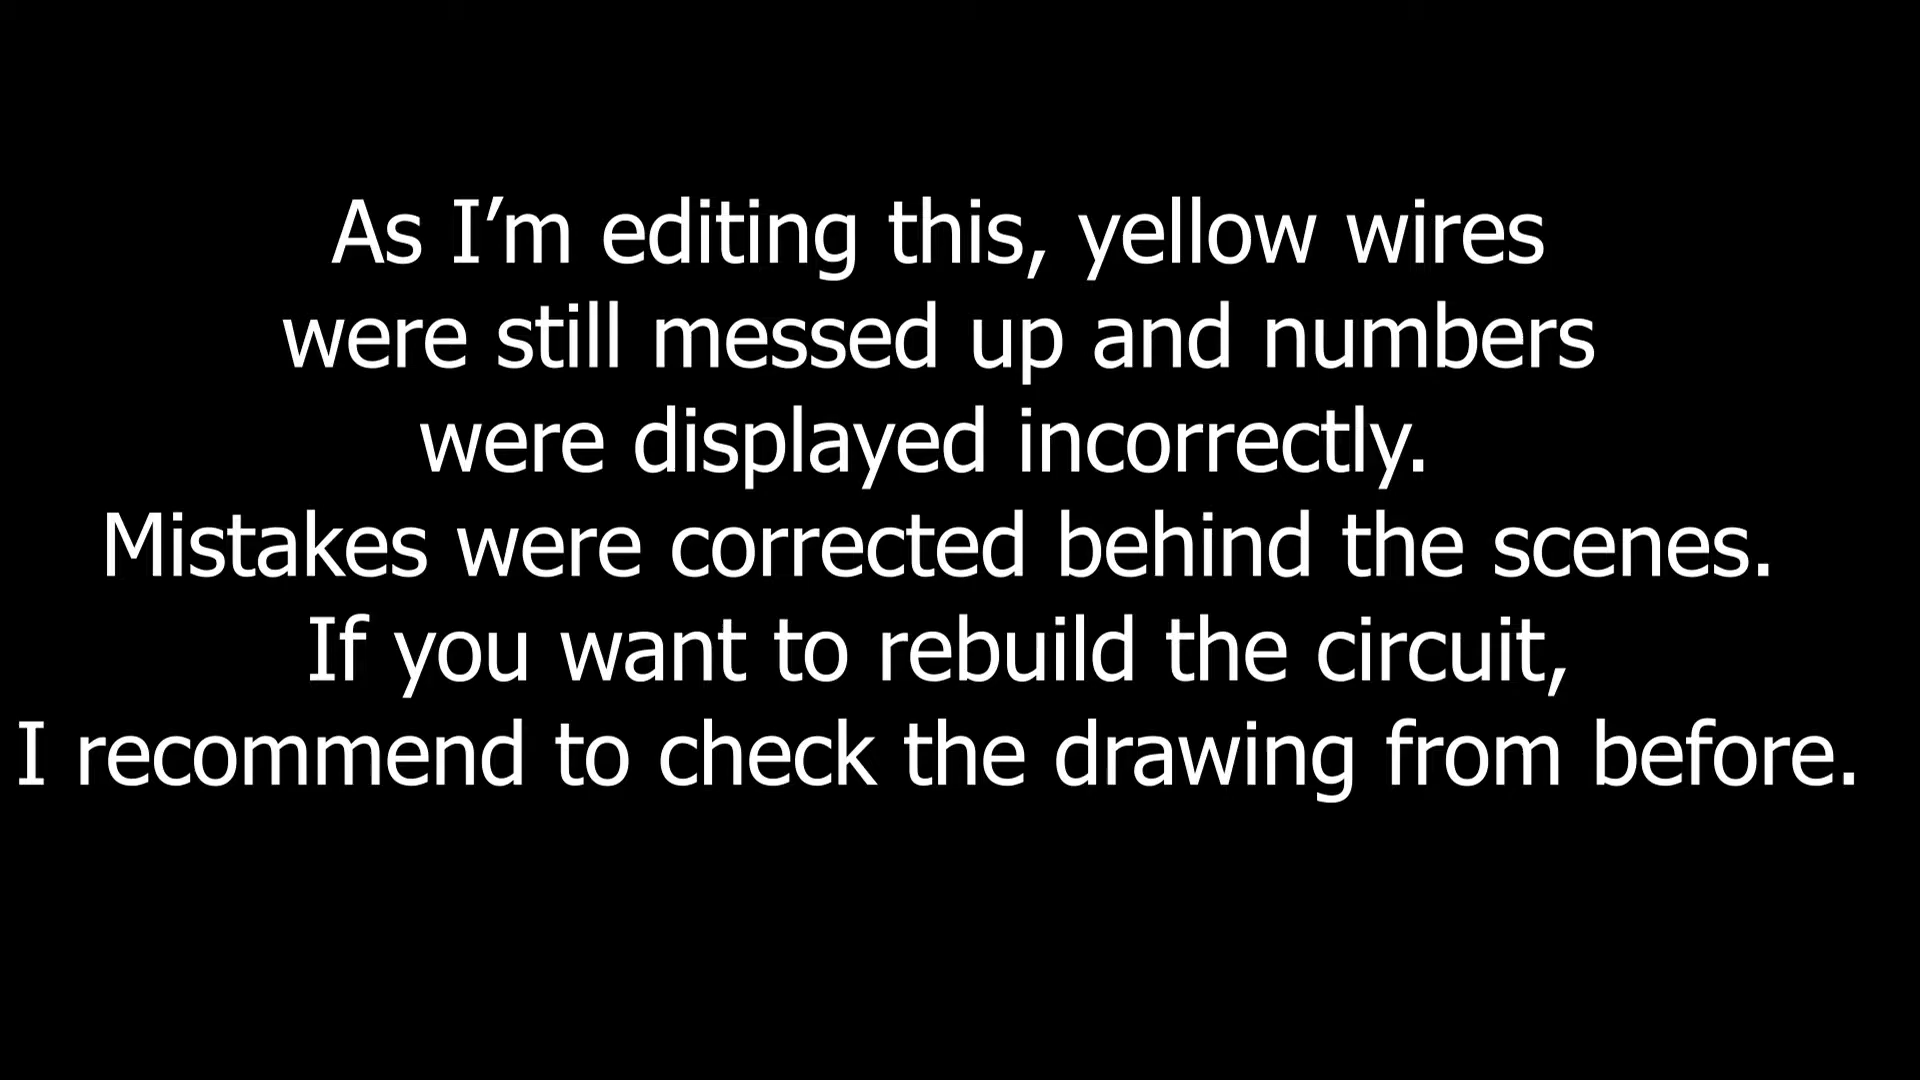 As I’m editing this, yellow wires
were still messed up and numbers
were displayed incorrectly.
Mistakes were corrected behind the scenes.
If you want to rebuild the circuit,
I recommend to check the drawing from before.